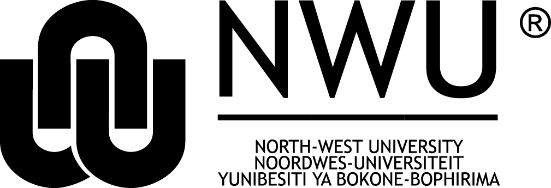 NWU ®
NORTH-WEST UNIVERSITY
NOORDWES-UNIVERSITEIT
YUNIBESITI YA BOKONE-BOPHIRIMA